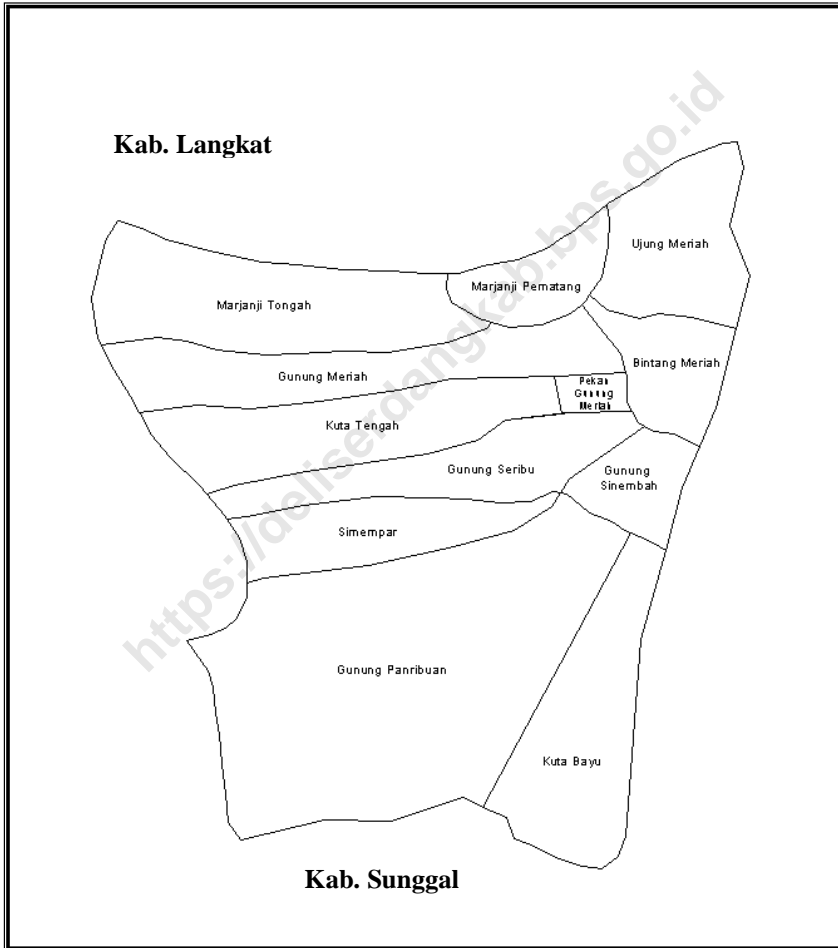 Kab. Langkat
Ujung Meriah
Marjanji Pematang
Marjanji Tongah
Bintang Meriah
Gunung Meriah
Pekan
Gunung
Meriah
Kuta Tengah
Gunung Seribu
Gunung
Sinembah
Simempar
Gunung Panribuan
Kuta Bayu
Kab. Sunggal
https://deliserdangkab.bps.go.id